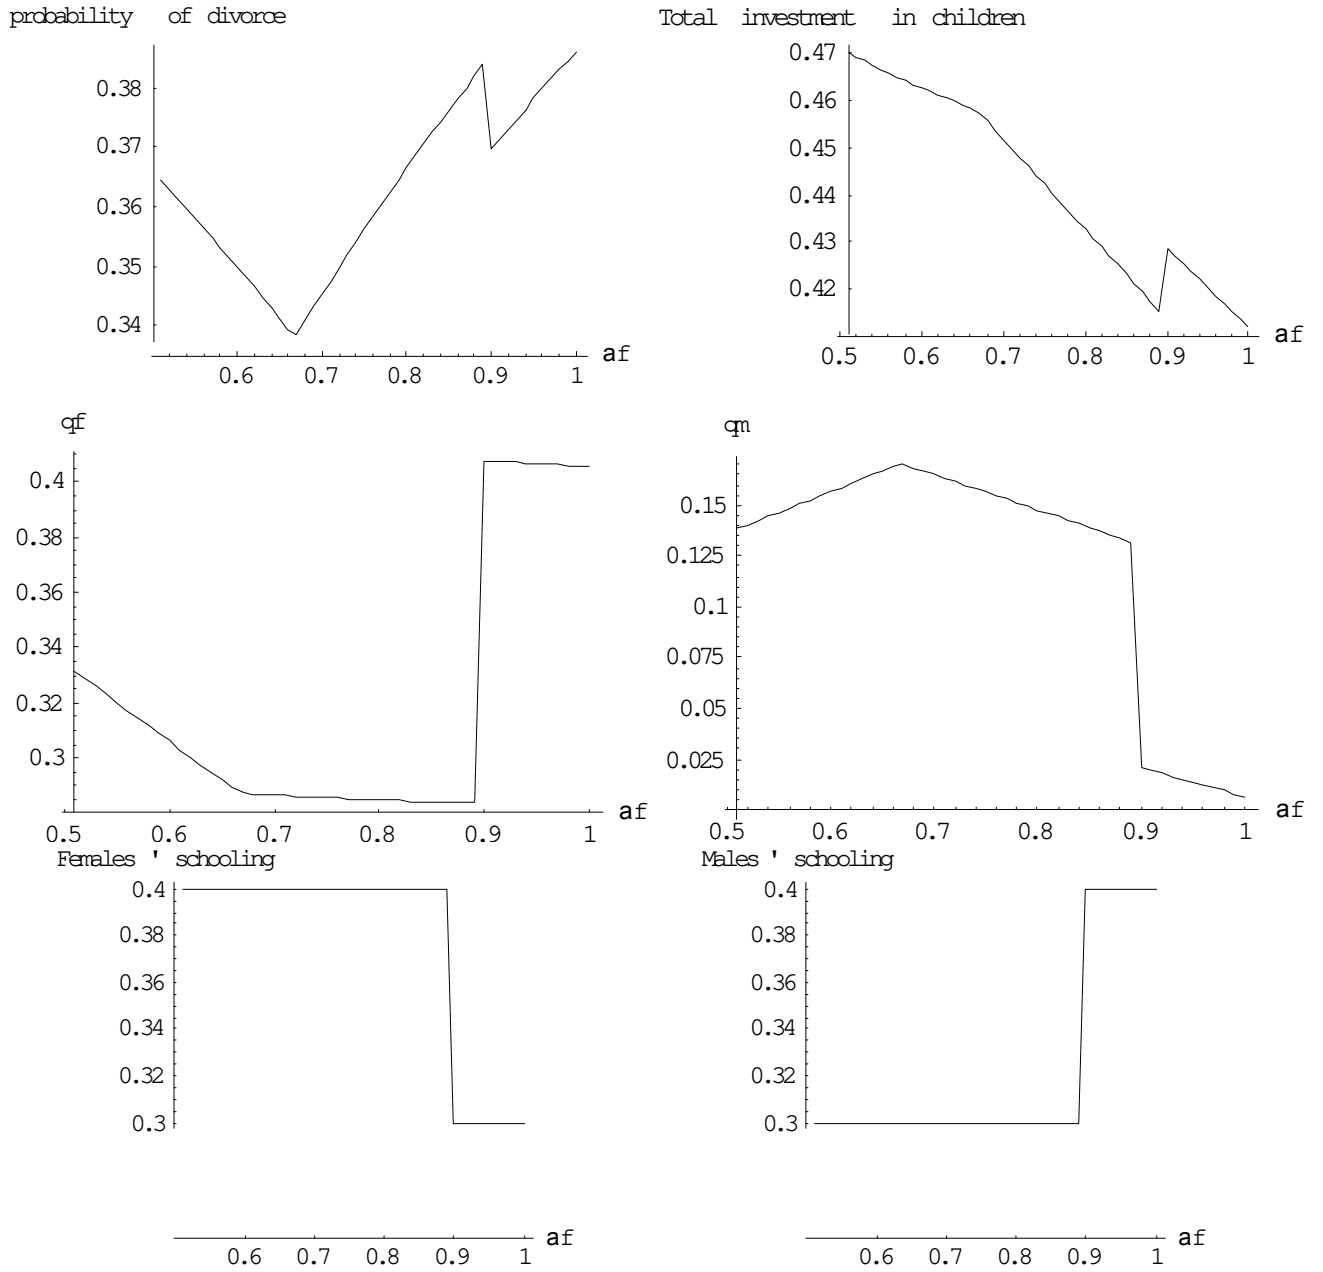 probability of divorce
Total investment in children
0.38
0.37
0.36
0.35
0.34
0.6 0.7 0.8 0.9 1
af
0.47
0.46
0.45
0.44
0.43
0.42
0.5 0.6 0.7 0.8 0.9 1
af
qf
0.4
0.38
0.36
0.34
0.32
0.3
0.5 0.6 0.7 0.8 0.9 1
af
qm
0.15
0.125
0.1
0.075
0.05
0.025
0.5 0.6 0.7 0.8 0.9 1
af
Females ' schooling
0.4
0.38
0.36
0.34
0.32
0.3
0.6 0.7 0.8 0.9 1
af
Males ' schooling
0.4
0.38
0.36
0.34
0.32
0.3
0.6 0.7 0.8 0.9 1
af